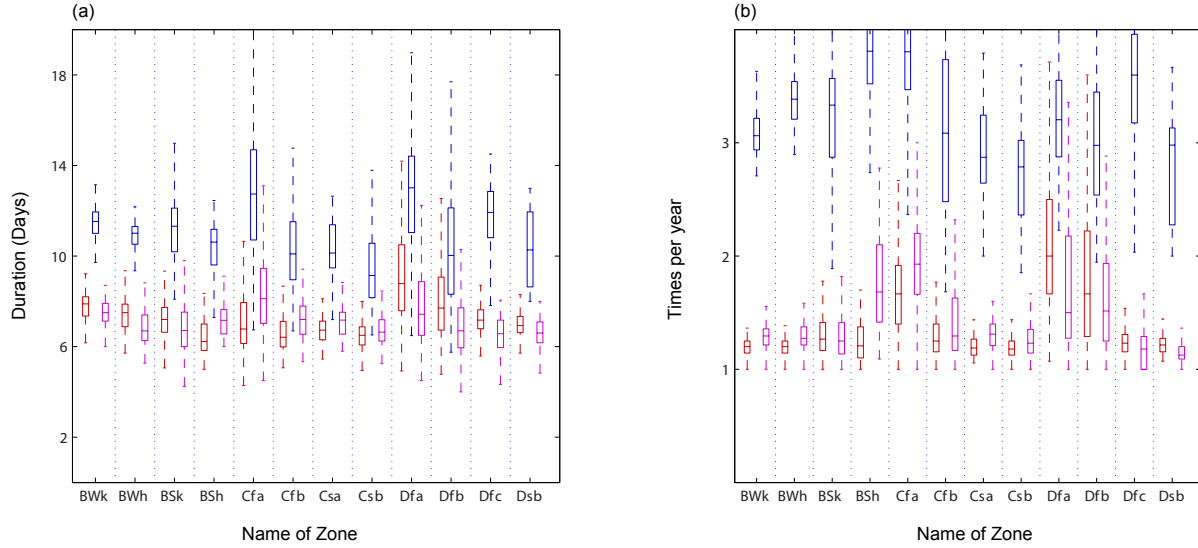 (a)
18
14
10
6
2
Duration (Days)
BWk BWh BSk BSh Cfa Cfb Csa Csb Dfa Dfb Dfc Dsb
Name of Zone
(b)
3
2
1
Times per year
BWk BWh BSk BSh Cfa Cfb Csa Csb Dfa Dfb Dfc Dsb
Name of Zone